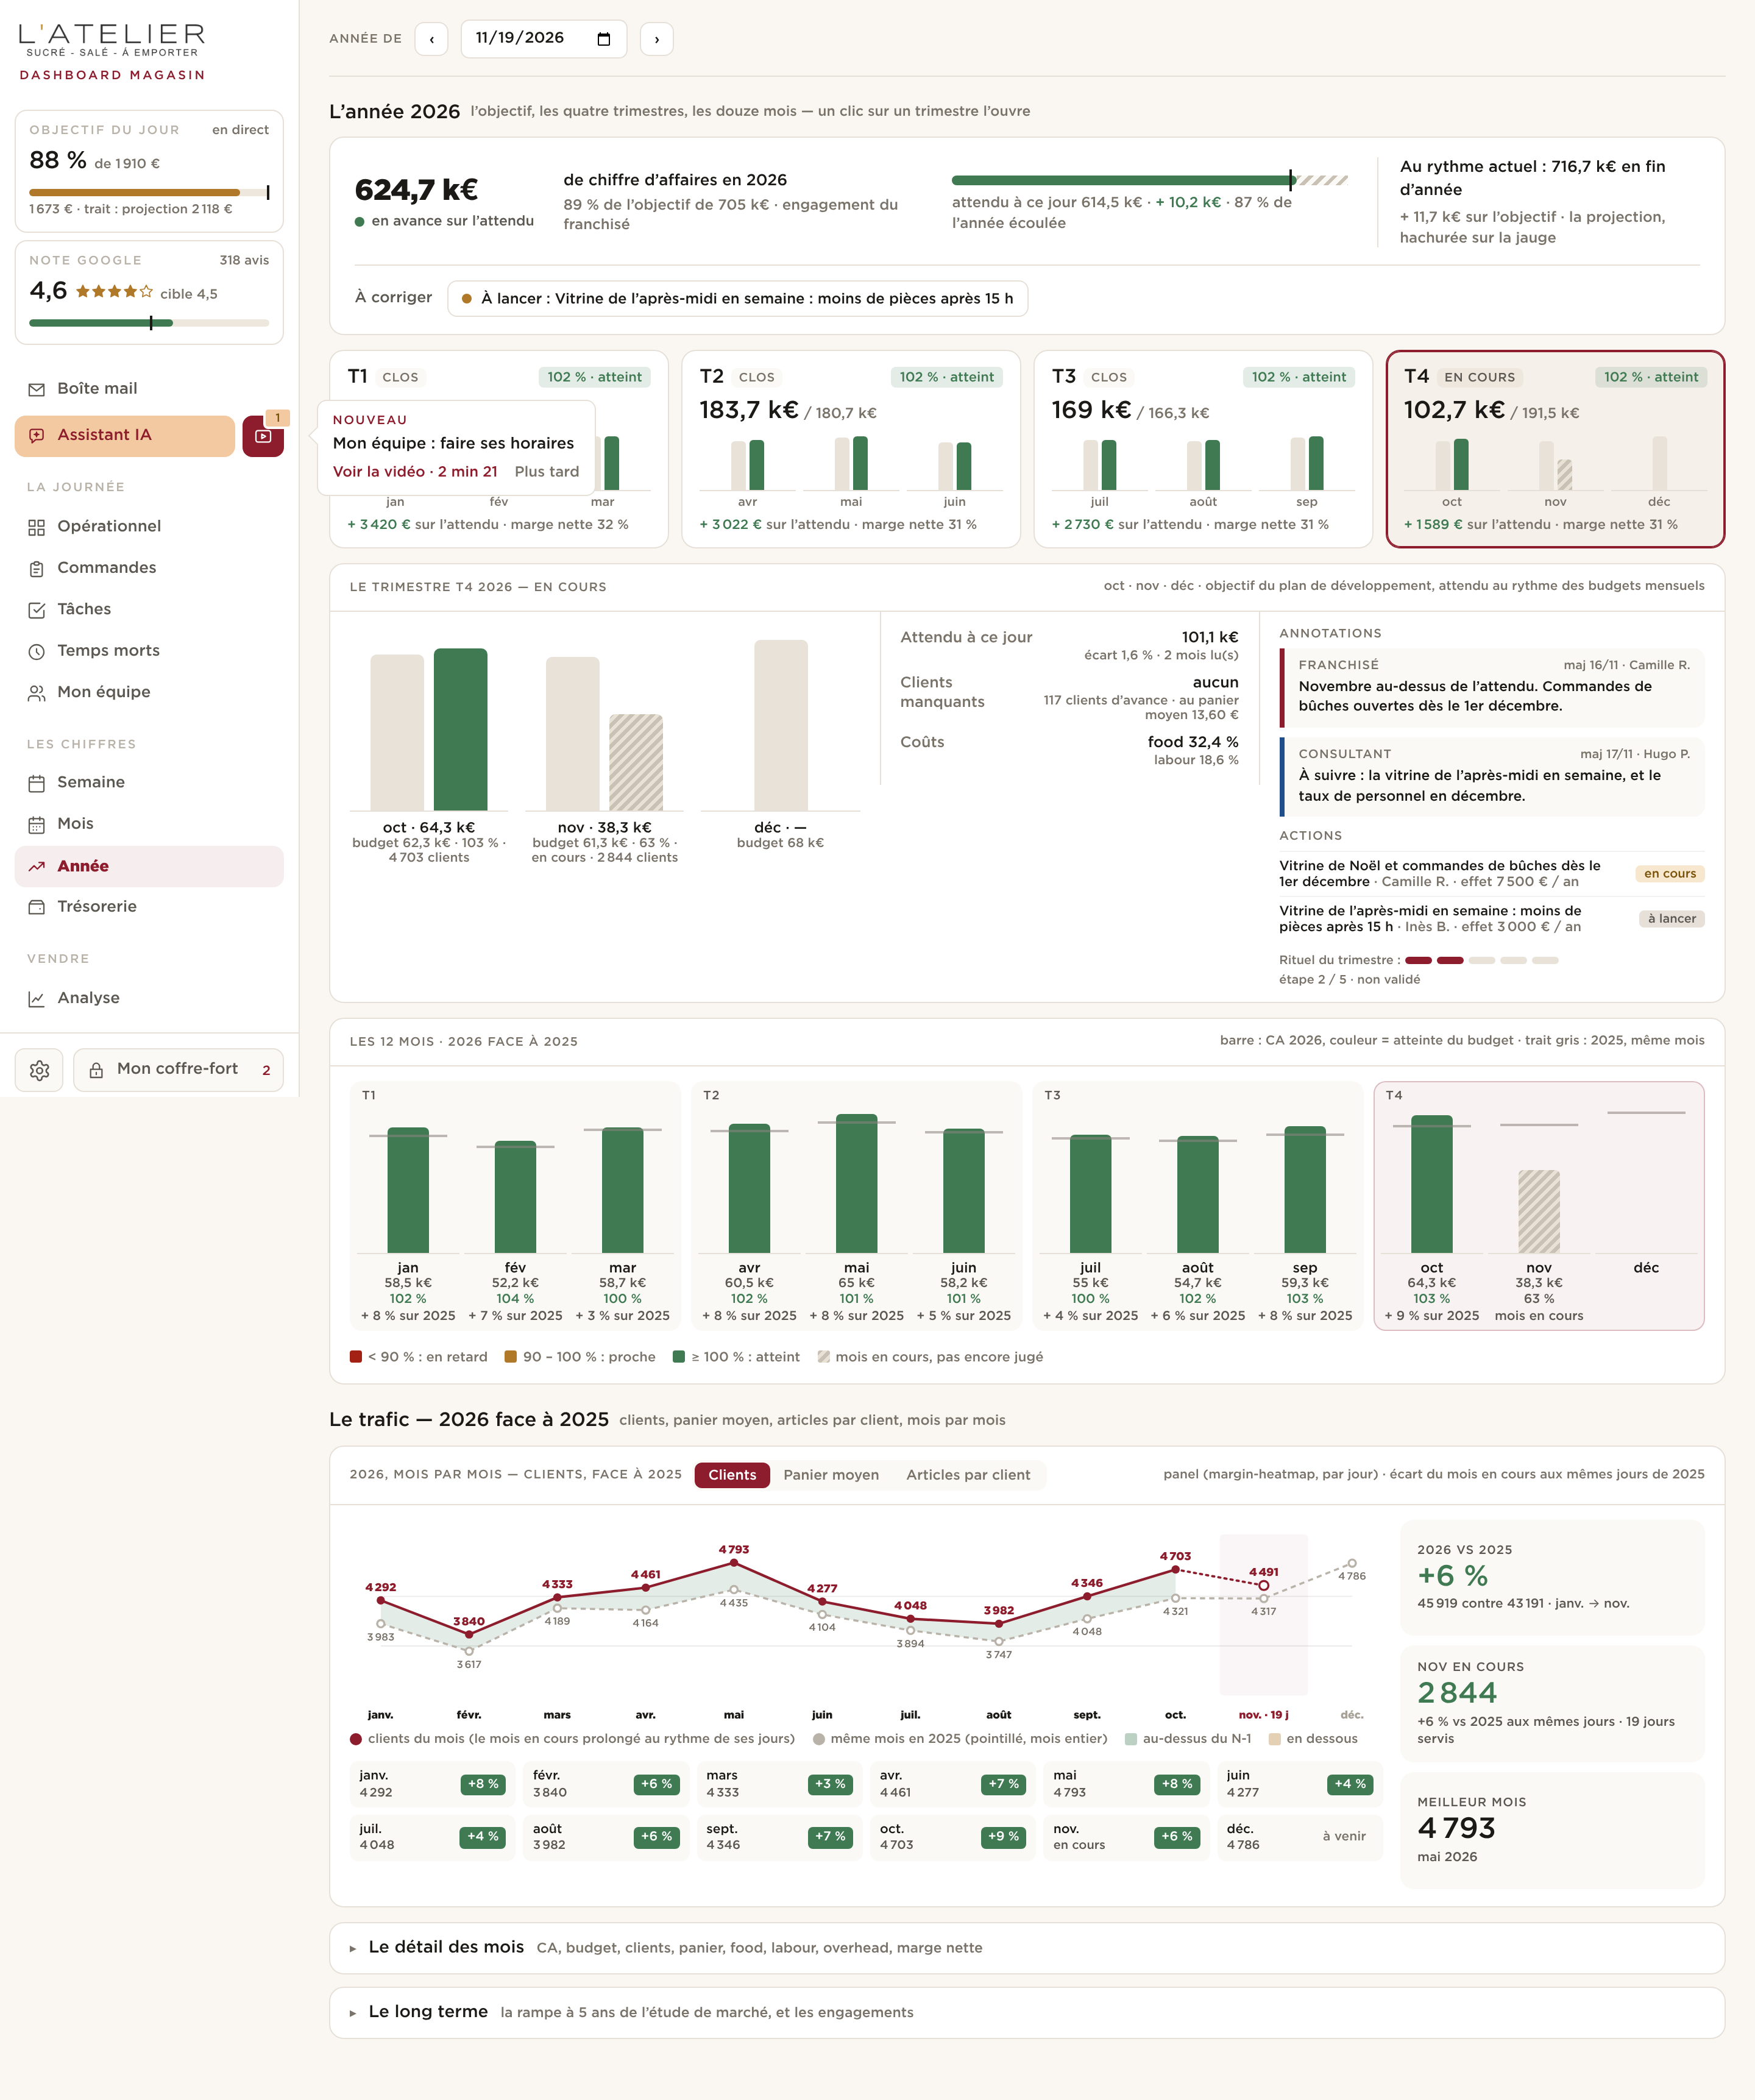 L'ATELIER
SUCRÉ - SALÉ - À EMPORTER
DASHBOARD MAGASIN
OBJECTIF DU JOUR en direct
88 % de 1 910 €
1 673 € · trait : projection 2 118 €
NOTE GOOGLE 318 avis
4,6 ★★★★☆ cible 4,5
Boîte mail
Assistant IA 1
LA JOURNÉE
Opérationnel
Commandes
Tâches
Temps morts
Mon équipe
LES CHIFFRES
Semaine
Mois
Année
Trésorerie
VENDRE
Analyse
Mon coffre-fort 2
ANNÉE DE ‹ 11/19/2026 ›
L’année 2026 l’objectif, les quatre trimestres, les douze mois — un clic sur un trimestre l’ouvre
624,7 k€
en avance sur l’attendu
de chiffre d’affaires en 2026
89 % de l’objectif de 705 k€ · engagement du
franchisé
attendu à ce jour 614,5 k€ · + 10,2 k€ · 87 % de
l’année écoulée
Au rythme actuel : 716,7 k€ en fin
d’année
+ 11,7 k€ sur l’objectif · la projection,
hachurée sur la jauge
À corriger À lancer : Vitrine de l’après-midi en semaine : moins de pièces après 15 h
T1 CLOS 102 % · atteint
NOUVEAU
Mon équipe : faire ses horaires
Voir la vidéo · 2 min 21 Plus tard
jan fév mar
+ 3 420 € sur l’attendu · marge nette 32 %
T2 CLOS 102 % · atteint
183,7 k€ / 180,7 k€
avr mai juin
+ 3 022 € sur l’attendu · marge nette 31 %
T3 CLOS 102 % · atteint
169 k€ / 166,3 k€
juil août sep
+ 2 730 € sur l’attendu · marge nette 31 %
T4 EN COURS 102 % · atteint
102,7 k€ / 191,5 k€
oct nov déc
+ 1 589 € sur l’attendu · marge nette 31 %
LE TRIMESTRE T4 2026 — EN COURS oct · nov · déc · objectif du plan de développement, attendu au rythme des budgets mensuels
oct · 64,3 k€
budget 62,3 k€ · 103 % ·
4 703 clients
nov · 38,3 k€
budget 61,3 k€ · 63 % ·
en cours · 2 844 clients
déc · —
budget 68 k€
Attendu à ce jour 101,1 k€
écart 1,6 % · 2 mois lu(s)
Clients
manquants
aucun
117 clients d’avance · au panier
moyen 13,60 €
Coûts food 32,4 %
labour 18,6 %
ANNOTATIONS
FRANCHISÉ maj 16/11 · Camille R.
Novembre au-dessus de l’attendu. Commandes de
bûches ouvertes dès le 1er décembre.
CONSULTANT maj 17/11 · Hugo P.
À suivre : la vitrine de l’après-midi en semaine, et le
taux de personnel en décembre.
ACTIONS
Vitrine de Noël et commandes de bûches dès le
1er décembre · Camille R. · effet 7 500 € / an
en cours
Vitrine de l’après-midi en semaine : moins de
pièces après 15 h · Inès B. · effet 3 000 € / an
à lancer
Rituel du trimestre :
étape 2 / 5 · non validé
LES 12 MOIS · 2026 FACE À 2025 barre : CA 2026, couleur = atteinte du budget · trait gris : 2025, même mois
T1 T2 T3 T4
jan fév mar avr mai juin juil août sep oct nov déc
58,5 k€ 52,2 k€ 58,7 k€ 60,5 k€ 65 k€ 58,2 k€ 55 k€ 54,7 k€ 59,3 k€ 64,3 k€ 38,3 k€
102 % 104 % 100 % 102 % 101 % 101 % 100 % 102 % 103 % 103 % 63 %
+ 8 % sur 2025 + 7 % sur 2025 + 3 % sur 2025 + 8 % sur 2025 + 8 % sur 2025 + 5 % sur 2025 + 4 % sur 2025 + 6 % sur 2025 + 8 % sur 2025 + 9 % sur 2025 mois en cours
< 90 % : en retard 90 – 100 % : proche ≥ 100 % : atteint mois en cours, pas encore jugé
Le trafic — 2026 face à 2025 clients, panier moyen, articles par client, mois par mois
2026, MOIS PAR MOIS — CLIENTS, FACE À 2025 Clients Panier moyen Articles par client panel (margin-heatmap, par jour) · écart du mois en cours aux mêmes jours de 2025
4 292 3 840 4 333 4 461 4 793 4 277 4 048 3 982 4 346 4 703 4 491
3 983 3 617 4 189 4 164 4 435 4 104 3 894 3 747 4 048 4 321 4 317 4 786
janv. févr. mars avr. mai juin juil. août sept. oct. nov. · 19 j déc.
clients du mois (le mois en cours prolongé au rythme de ses jours) même mois en 2025 (pointillé, mois entier) au-dessus du N-1 en dessous
janv. févr. mars avr. mai juin
4 292 +8 % 3 840 +6 % 4 333 +3 % 4 461 +7 % 4 793 +8 % 4 277 +4 %
juil. août sept. oct. nov. déc.
4 048 +4 % 3 982 +6 % 4 346 +7 % 4 703 +9 % en cours +6 % 4 786 à venir
2026 VS 2025
+6 %
45 919 contre 43 191 · janv. → nov.
NOV EN COURS
2 844
+6 % vs 2025 aux mêmes jours · 19 jours
servis
MEILLEUR MOIS
4 793
mai 2026
▸ Le détail des mois CA, budget, clients, panier, food, labour, overhead, marge nette
▸ Le long terme la rampe à 5 ans de l’étude de marché, et les engagements